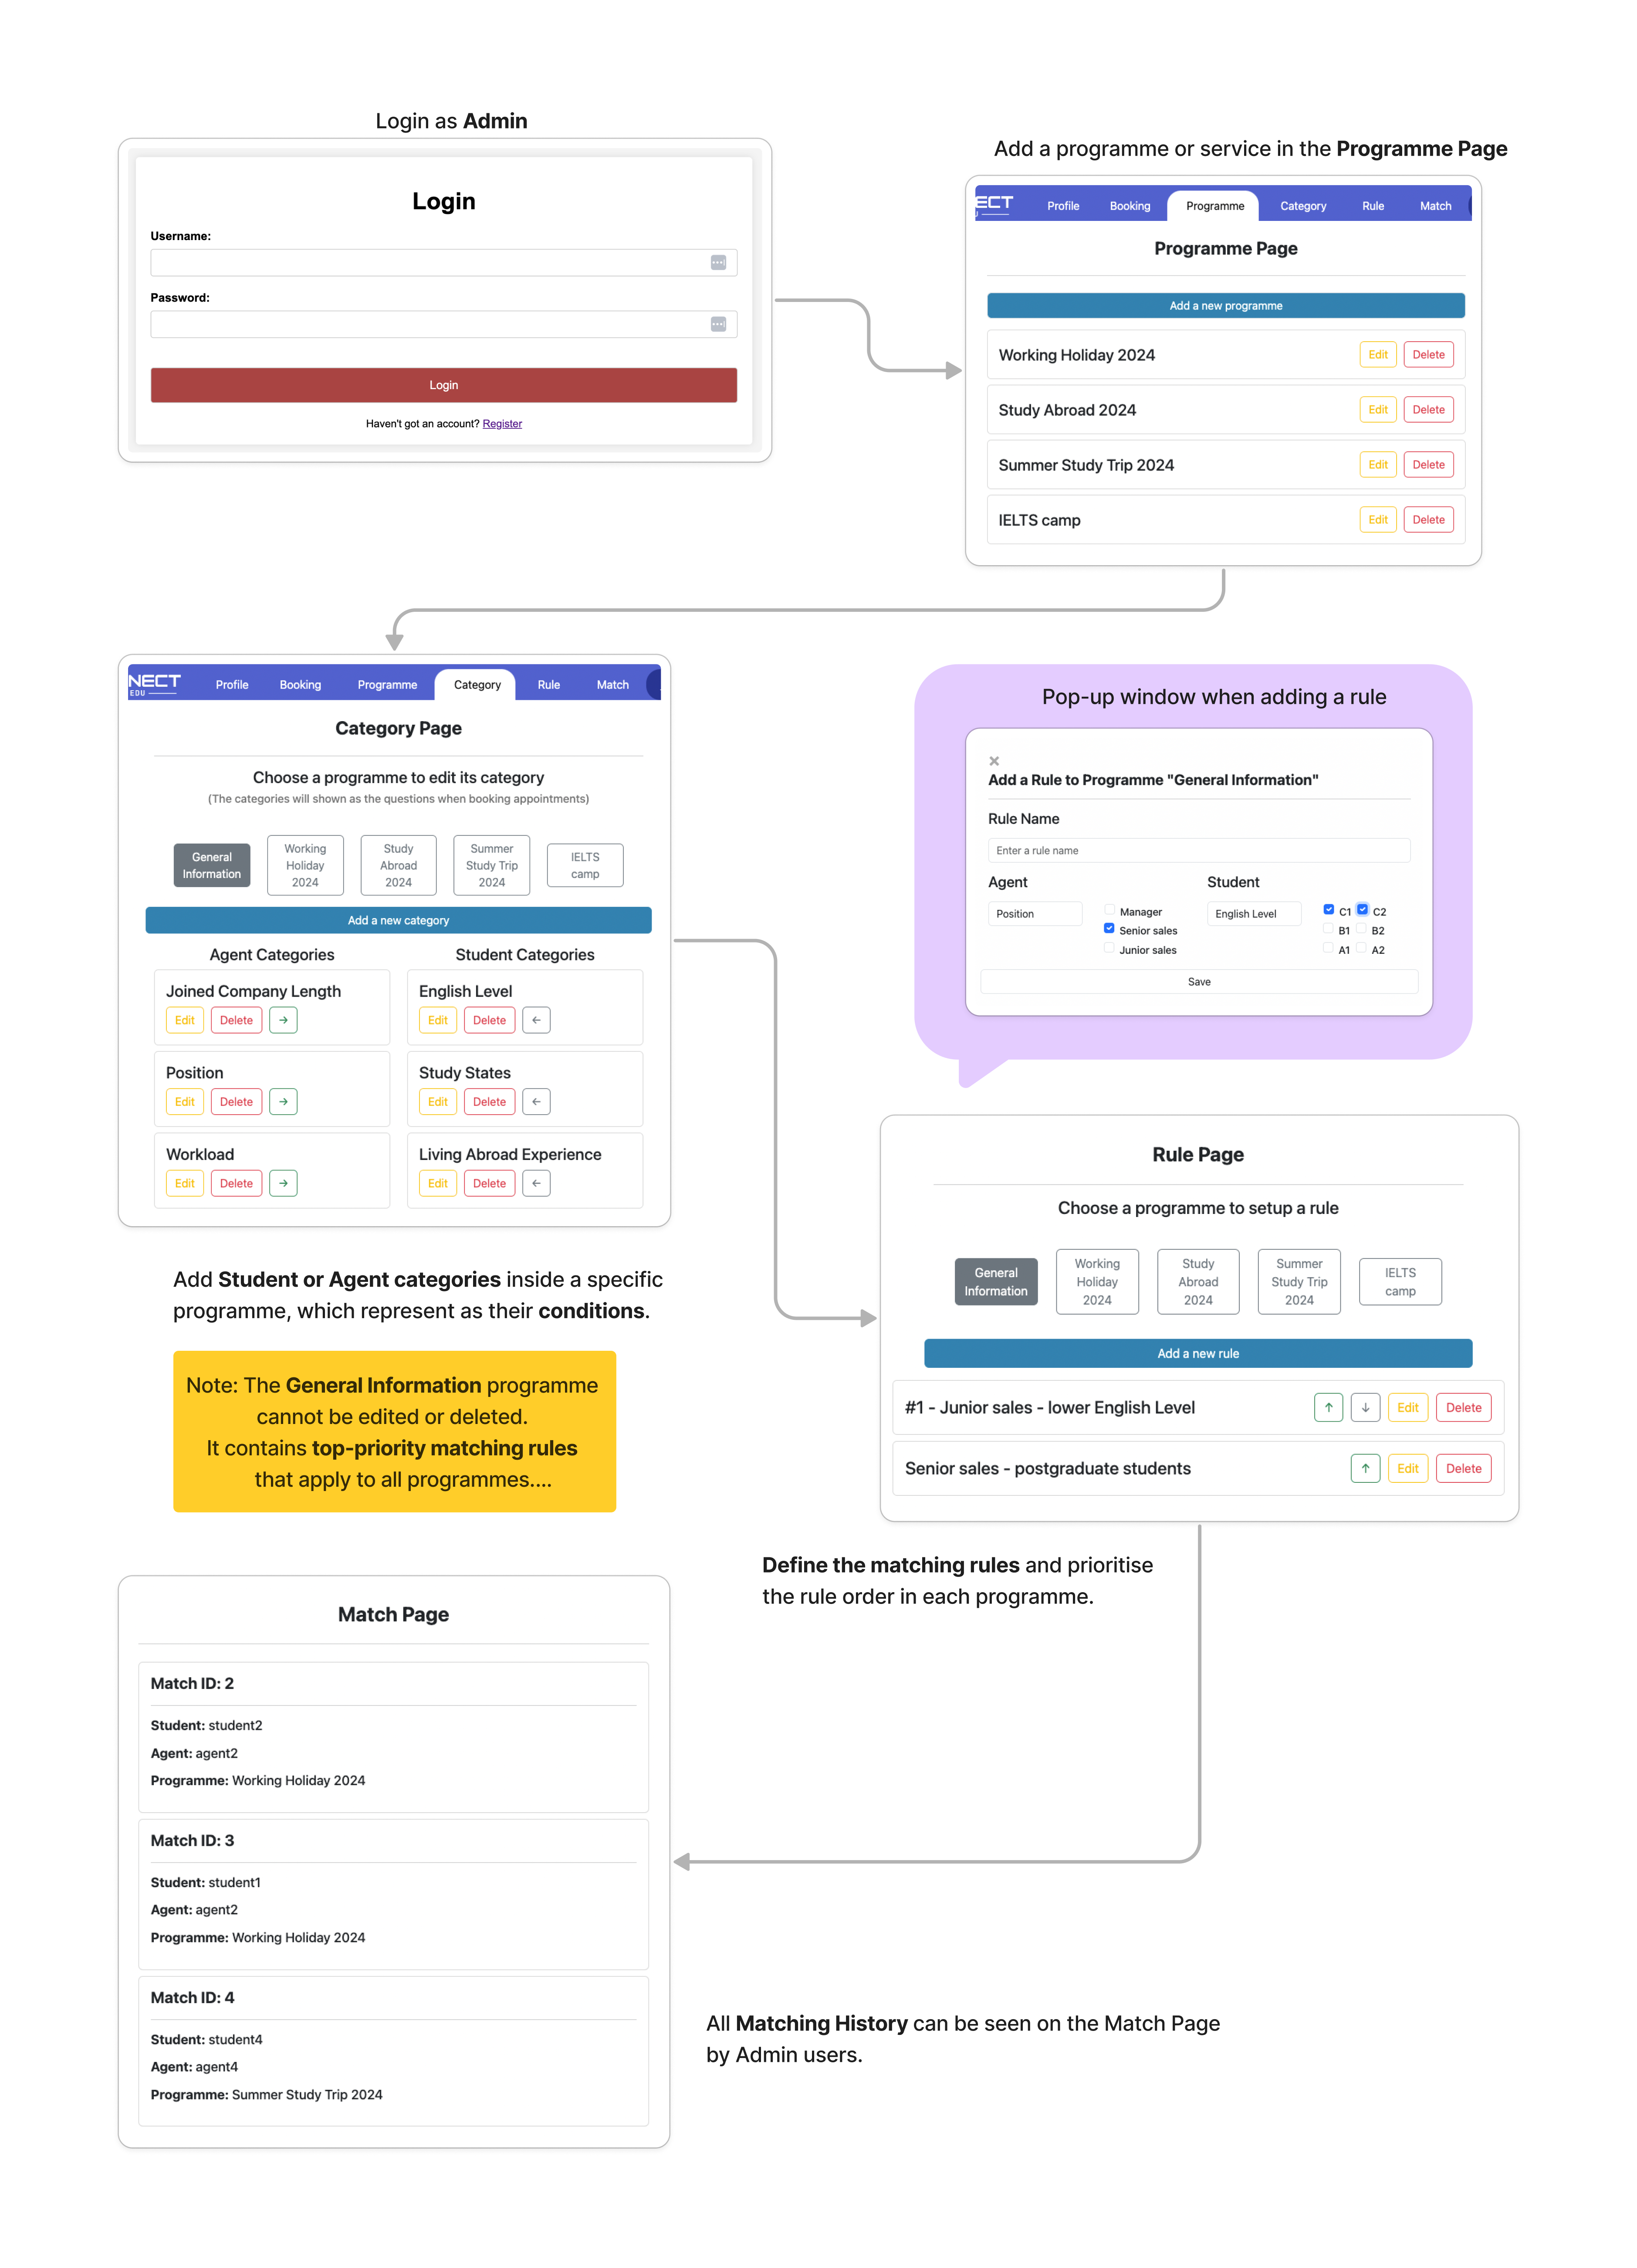 Login as Admin
Login
Username:
Password:
Login
Haven't got an account? Register
Add a programme or service in the Programme Page
ECT
Profile Booking Programme Category Rule Match
Programme Page
Add a new programme
Working Holiday 2024 Edit Delete
Study Abroad 2024 Edit Delete
Summer Study Trip 2024 Edit Delete
IELTS camp Edit Delete
NECT
EDU
Profile Booking Programme Category Rule Match
Category Page
Choose a programme to edit its category
(The categories will shown as the questions when booking appointments)
General
Information
Working
Holiday
2024
Study
Abroad
2024
Summer
Study Trip
2024
IELTS
camp
Add a new category
Agent Categories
Joined Company Length
Edit Delete →
Position
Edit Delete →
Workload
Edit Delete →
Student Categories
English Level
Edit Delete ←
Study States
Edit Delete ←
Living Abroad Experience
Edit Delete ←
Add Student or Agent categories inside a specific
programme, which represent as their conditions.
Note: The General Information programme
cannot be edited or deleted.
It contains top-priority matching rules
that apply to all programmes....
Pop-up window when adding a rule
×
Add a Rule to Programme "General Information"
Rule Name
Enter a rule name
Agent
Position
Manager
Senior sales
Junior sales
Student
English Level
C1 C2
B1 B2
A1 A2
Save
Rule Page
Choose a programme to setup a rule
General
Information
Working
Holiday
2024
Study
Abroad
2024
Summer
Study Trip
2024
IELTS
camp
Add a new rule
#1 - Junior sales - lower English Level ↑ ↓ Edit Delete
Senior sales - postgraduate students ↑ Edit Delete
Define the matching rules and prioritise
the rule order in each programme.
Match Page
Match ID: 2
Student: student2
Agent: agent2
Programme: Working Holiday 2024
Match ID: 3
Student: student1
Agent: agent2
Programme: Working Holiday 2024
Match ID: 4
Student: student4
Agent: agent4
Programme: Summer Study Trip 2024
All Matching History can be seen on the Match Page
by Admin users.